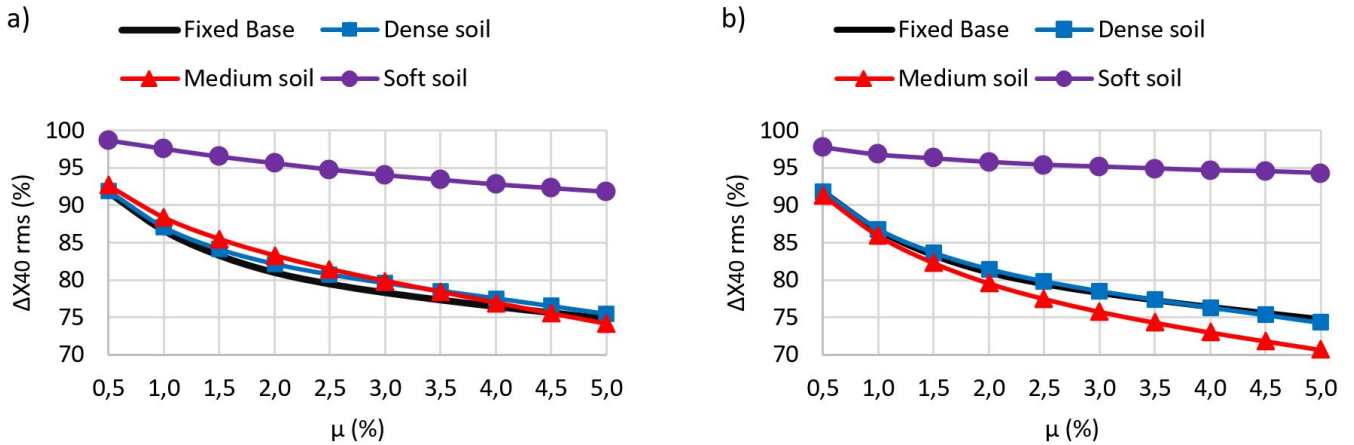 a)
Fixed Base
Dense soil
Medium soil
Soft soil
ΔX40 rms (%)
100
95
90
85
80
75
70
0,5 1,0 1,5 2,0 2,5 3,0 3,5 4,0 4,5 5,0
μ (%)
b)
Fixed Base
Dense soil
Medium soil
Soft soil
ΔX40 rms (%)
100
95
90
85
80
75
70
0,5 1,0 1,5 2,0 2,5 3,0 3,5 4,0 4,5 5,0
μ (%)